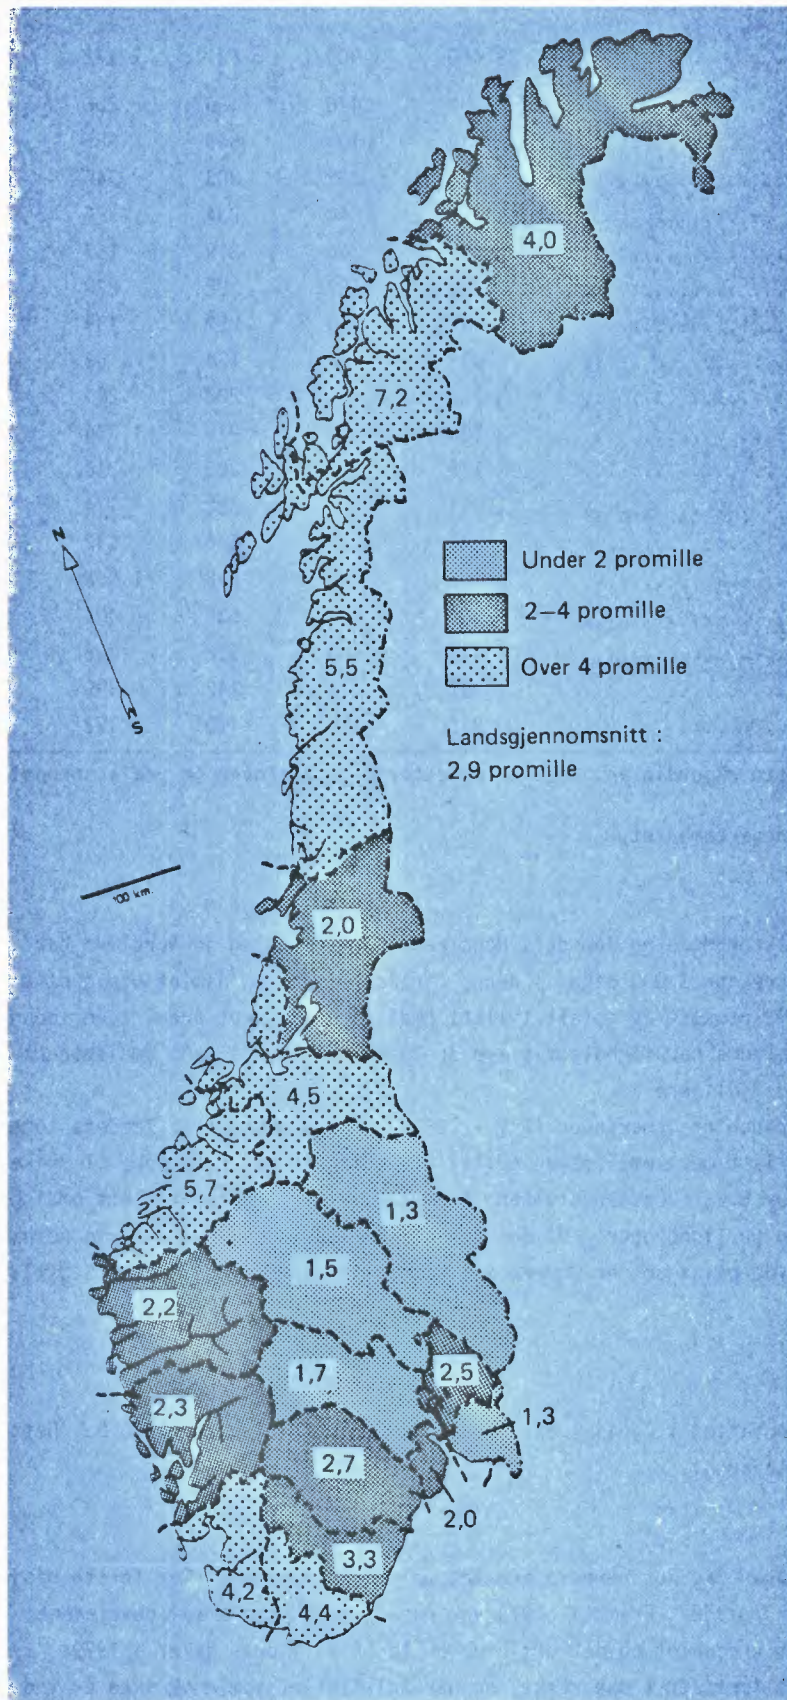 4,0
7,2
N
Under 2 promille
2–4 promille
5,5
Over 4 promille
N
S
Landsgjennomsnitt :
2,9 promille
100 km.
2,0
4,5
5,7
1,3
1,5
2,2
1,7
2,5
2,3
1,3
2,7
2,0
3,3
4,2
4,4